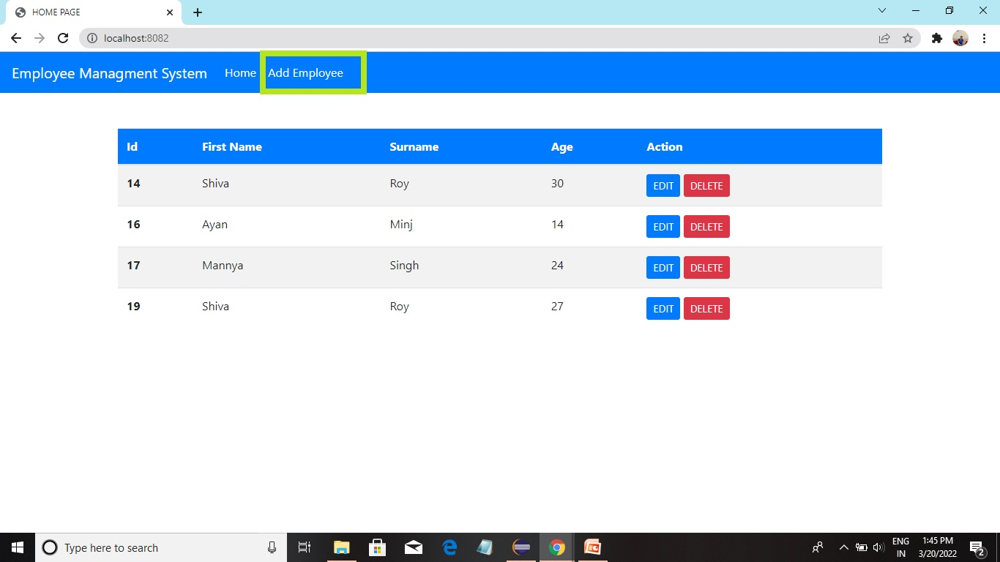 HOME PAGE
localhost:8082
Employee Managment System Home Add Employee
Id First Name Surname Age Action
14 Shiva Roy 30 EDIT DELETE
16 Ayan Minj 14 EDIT DELETE
17 Mannya Singh 24 EDIT DELETE
19 Shiva Roy 27 EDIT DELETE
Type here to search
ENG
IN
1:45 PM
3/20/2022
2